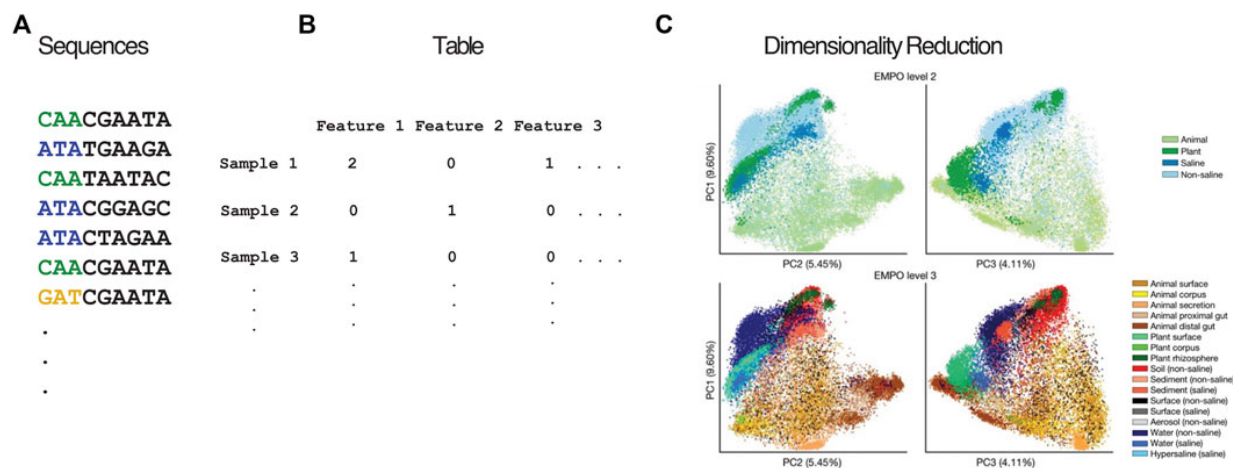 A
Sequences
CAACGAATA
ATATGAAGA
CAATAATAC
ATACGGAGC
ATACTAGAA
CAACGAATA
GATCGAATA
.
.
.
B
Table
Feature 1 Feature 2 Feature 3
Sample 1 2 0 1 . . .
Sample 2 0 1 0 . . .
Sample 3 1 0 0 . . .
. . .
. . .
C
Dimensionality Reduction
EMPO level 2
PC1 (9.60%)
PC2 (5.45%)
PC3 (4.11%)
Animal
Plant
Saline
Non-saline
EMPO level 3
PC1 (9.60%)
PC2 (5.45%)
PC3 (4.11%)
Animal surface
Animal corpus
Animal secretion
Animal proximal gut
Animal distal gut
Plant surface
Plant corpus
Plant rhizosphere
Soil (non-saline)
Sediment (non-saline)
Sediment (saline)
Surface (non-saline)
Surface (saline)
Aerosol (non-saline)
Water (non-saline)
Water (saline)
Hypersaline (saline)